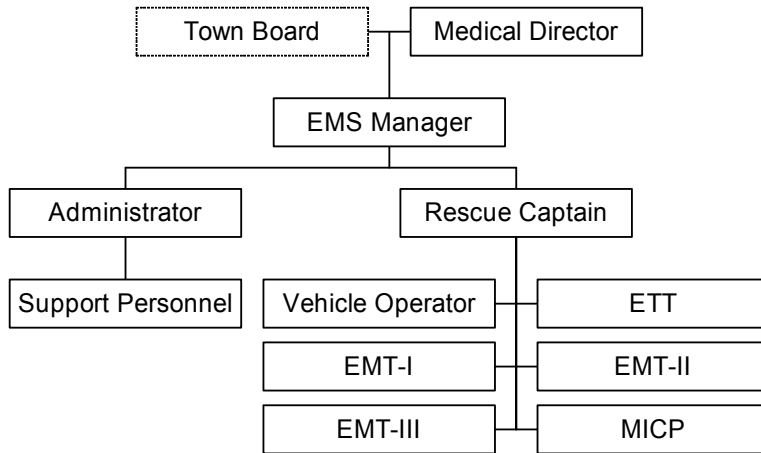 Town Board
Medical Director
EMS Manager
Administrator
Rescue Captain
Support Personnel
Vehicle Operator
ETT
EMT-I
EMT-II
EMT-III
MICP